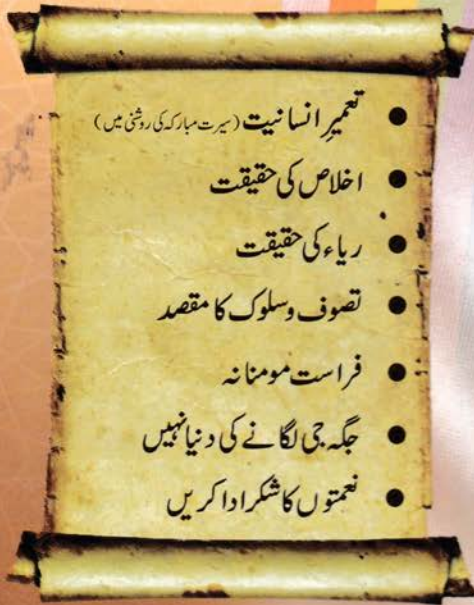 • تعمیرِ انسانیت (سیرت مبارکہ کی روشنی میں)
• اخلاص کی حقیقت
• ریاء کی حقیقت
• تصوف و سلوک کا مقصد
• فراست مومنانہ
• جگہ جی لگانے کی دنیا نہیں
• نعمتوں کا شکر ادا کریں